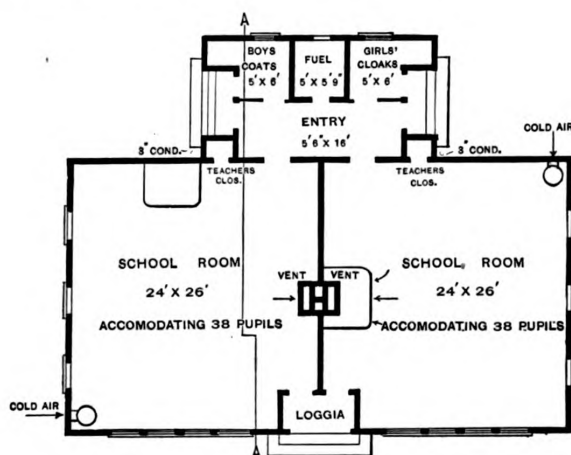 A
BOYS
COATS
5'X 6'
FUEL
5'X 5'9"
GIRLS'
CLOAKS
5'X 6'
ENTRY
5'6"X 16'
COLD AIR
3" COND.
3" COND.
TEACHERS
CLOS.
TEACHERS
CLOS.
SCHOOL ROOM
24'X 26'
ACCOMODATING 38 PUPILS
VENT
VENT
SCHOOL ROOM
24'X 26'
ACCOMODATING 38 PUPILS
COLD AIR
LOGGIA
A